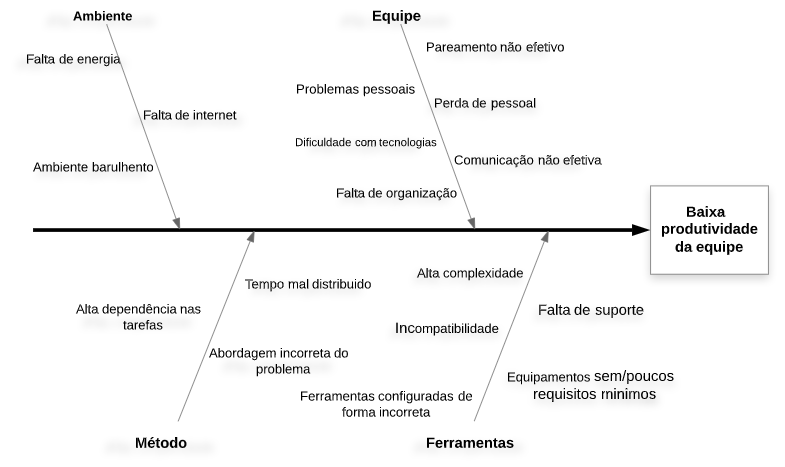 Ambiente
Equipe
Pareamento não efetivo
Falta de energia
Problemas pessoais
Perda de pessoal
Falta de internet
Dificuldade com tecnologias
Comunicação não efetiva
Ambiente barulhento
Falta de organização
Baixa
produtividade
da equipe
Alta complexidade
Tempo mal distribuido
Alta dependência nas
tarefas
Falta de suporte
Incompatibilidade
Abordagem incorreta do
problema
Equipamentos sem/poucos
requisitos minimos
Ferramentas configuradas de
forma incorreta
Método
Ferramentas